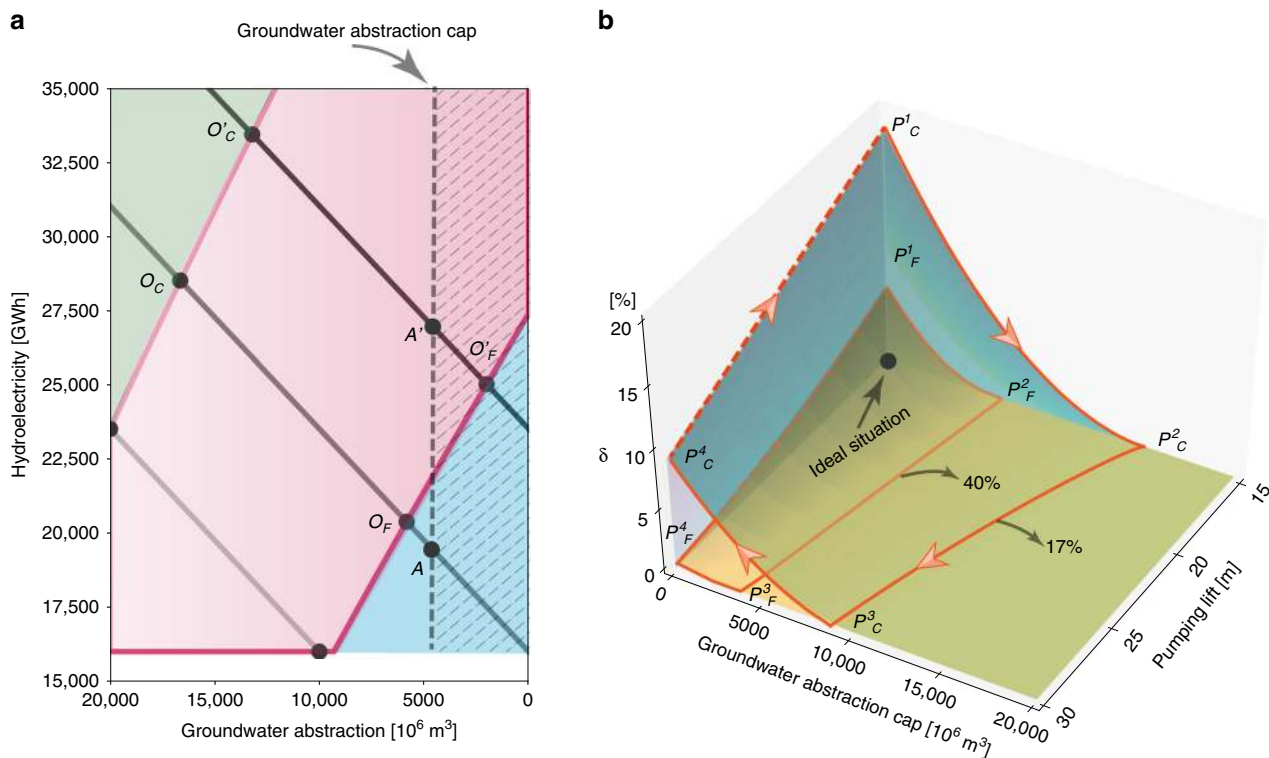 a
Groundwater abstraction cap
35,000
32,500
30,000
27,500
25,000
22,500
20,000
17,500
15,000
Hydroelectricity [GWh]
O'C
OC
A'
O'F
OF
A
20,000 15,000 10,000 5000 0
Groundwater abstraction [10⁶ m³]
b
P¹C
P¹F
[%]
20
15
10
5
0
δ
P⁴C
P⁴F
P²F
P²C
P³F
P³C
Ideal situation
40%
17%
0
5000
10,000
15,000
20,000
Groundwater abstraction cap [10⁶ m³]
15
20
25
30
Pumping lift [m]